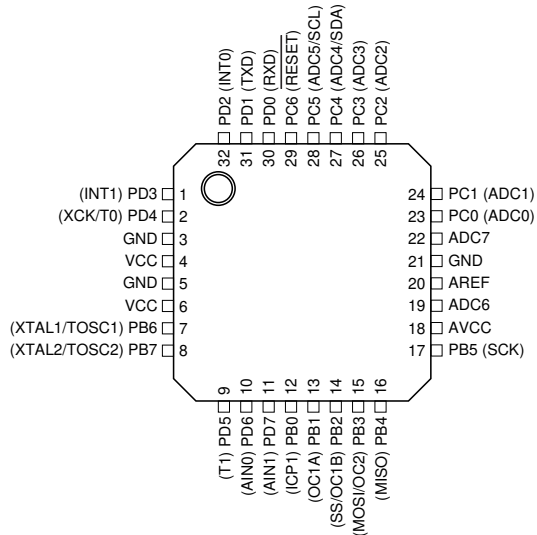 PD2 (INT0)
PD1 (TXD)
PD0 (RXD)
PC6 (RESET)
PC5 (ADC5/SCL)
PC4 (ADC4/SDA)
PC3 (ADC3)
PC2 (ADC2)
32
31
30
29
28
27
26
25
(INT1) PD3 1
(XCK/T0) PD4 2
GND 3
VCC 4
GND 5
VCC 6
(XTAL1/TOSC1) PB6 7
(XTAL2/TOSC2) PB7 8
24 PC1 (ADC1)
23 PC0 (ADC0)
22 ADC7
21 GND
20 AREF
19 ADC6
18 AVCC
17 PB5 (SCK)
9
10
11
12
13
14
15
16
(T1) PD5
(AIN0) PD6
(AIN1) PD7
(ICP1) PB0
(OC1A) PB1
(SS/OC1B) PB2
(MOSI/OC2) PB3
(MISO) PB4